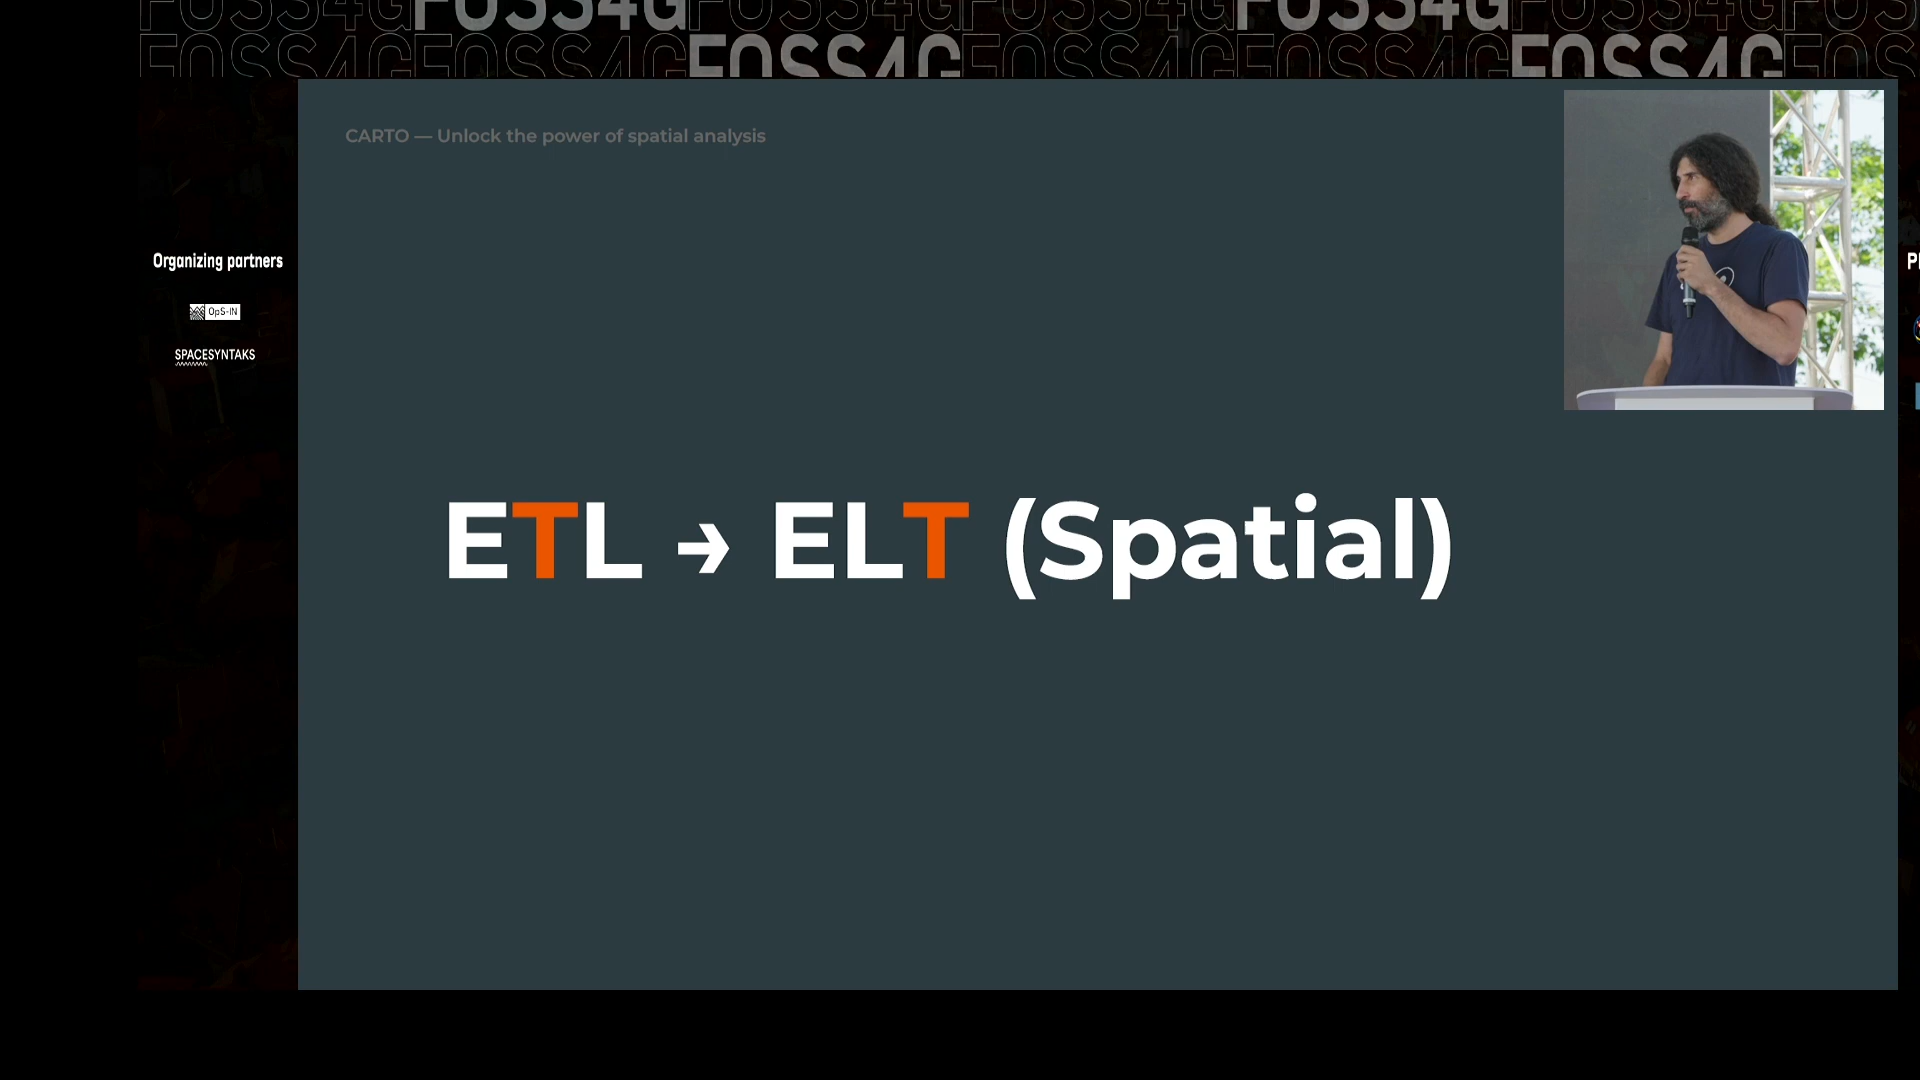 FOSS4GFOSS4GFOSS4GFOSS4GFOSS4GFOSS4GFOS
FOSS4GFOSS4GFOSS4GFOSS4GFOSS4GFOSS4GFOS
CARTO — Unlock the power of spatial analysis
Organizing partners
OpS-IN
SPACESYNTAKS
ETL → ELT (Spatial)